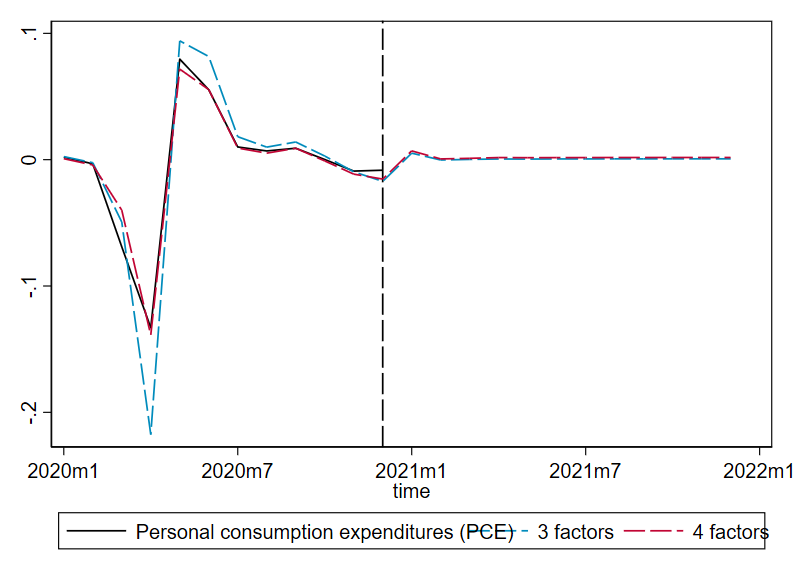 .1
0
-.1
-.2
2020m1 2020m7 2021m1 2021m7 2022m1
time
Personal consumption expenditures (PCE) 3 factors 4 factors